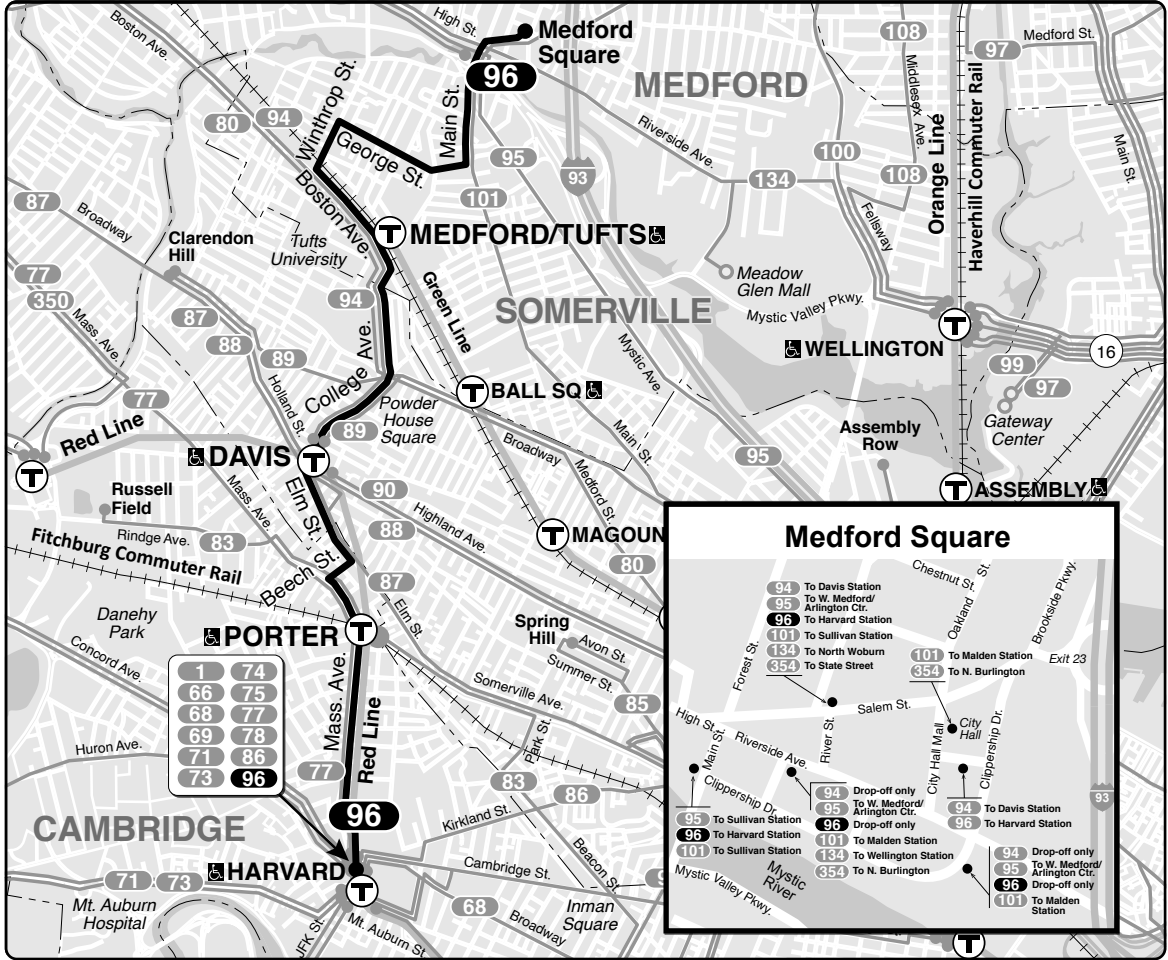 Boston Ave.
High St.
Medford
Square
96
MEDFORD
108
97
Medford St.
Middlesex Ave.
Haverhill Commuter Rail
Orange Line
Main St.
Winthrop St.
Main St.
80
94
George St.
95
93
Riverside Ave.
100
134
108
101
Fellsway
87
Broadway
Clarendon
Hill
Tufts
University
Boston Ave.
T
MEDFORD/TUFTS
77
350
Mass. Ave.
94
Green Line
SOMERVILLE
Meadow
Glen Mall
Mystic Valley Pkwy.
87
88
89
T
WELLINGTON
16
99
97
Gateway
Center
Holland St.
College Ave.
Mystic Ave.
77
T
BALL SQ
Powder
House
Square
89
Red Line
T
DAVIS
T
Broadway
Main St.
Medford St.
95
Assembly
Row
T
ASSEMBLY
Russell
Field
Mass. Ave.
Elm St.
90
88
Highland Ave.
T
MAGOUN
80
Rindge Ave.
83
Fitchburg Commuter Rail
Beech St.
87
Elm St.
Danehy
Park
Concord Ave.
T
PORTER
Spring
Hill
Avon St.
Summer St.
85
1
74
66
75
68
77
69
78
71
86
73
96
Mass. Ave.
Red Line
Somerville Ave.
Park St.
Huron Ave.
77
83
86
96
Kirkland St.
CAMBRIDGE
Beacon St.
HARVARD
T
Cambridge St.
71
73
Mt. Auburn
Hospital
68
Inman
Square
Broadway
JFK St.
Mt. Auburn St.
T
Medford Square
Chestnut St.
Oakland St.
Brookside Pkwy.
94 To Davis Station
95 To W. Medford/
Arlington Ctr.
96 To Harvard Station
101 To Sullivan Station
134 To North Woburn
354 To State Street
101 To Malden Station
354 To N. Burlington
Exit 23
Forest St.
Salem St.
High St.
Main St.
Riverside Ave.
River St.
City Hall Mall
City
Hall
Clippership Dr.
Clippership Dr.
93
94 Drop-off only
95 To W. Medford/
Arlington Ctr.
96 Drop-off only
101 To Malden Station
134 To Wellington Station
354 To N. Burlington
94 To Davis Station
96 To Harvard Station
95 To Sullivan Station
96 To Harvard Station
101 To Sullivan Station
94 Drop-off only
95 To W. Medford/
Arlington Ctr.
96 Drop-off only
101 To Malden
Station
Mystic
River
Mystic Valley Pkwy.